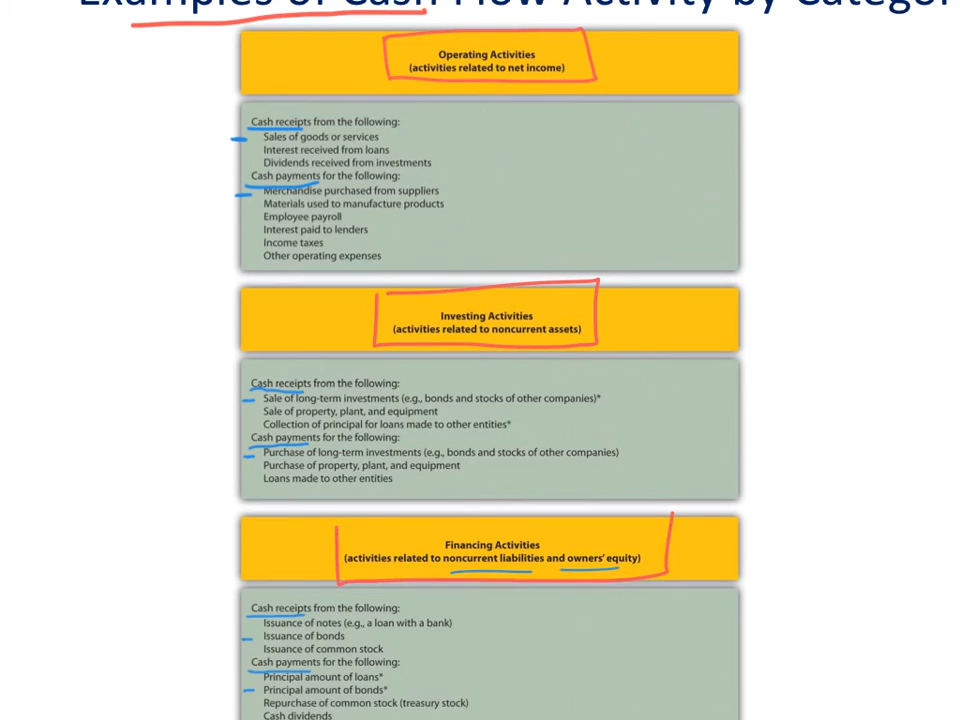 Examples of Cash Flow Activity by Categor
Operating Activities
(activities related to net income)
Cash receipts from the following:
Sales of goods or services
Interest received from loans
Dividends received from investments
Cash payments for the following:
Merchandise purchased from suppliers
Materials used to manufacture products
Employee payroll
Interest paid to lenders
Income taxes
Other operating expenses
Investing Activities
(activities related to noncurrent assets)
Cash receipts from the following:
Sale of long-term investments (e.g., bonds and stocks of other companies)*
Sale of property, plant, and equipment
Collection of principal for loans made to other entities*
Cash payments for the following:
Purchase of long-term investments (e.g., bonds and stocks of other companies)
Purchase of property, plant, and equipment
Loans made to other entities
Financing Activities
(activities related to noncurrent liabilities and owners' equity)
Cash receipts from the following:
Issuance of notes (e.g., a loan with a bank)
Issuance of bonds
Issuance of common stock
Cash payments for the following:
Principal amount of loans*
Principal amount of bonds*
Repurchase of common stock (treasury stock)
Cash dividends